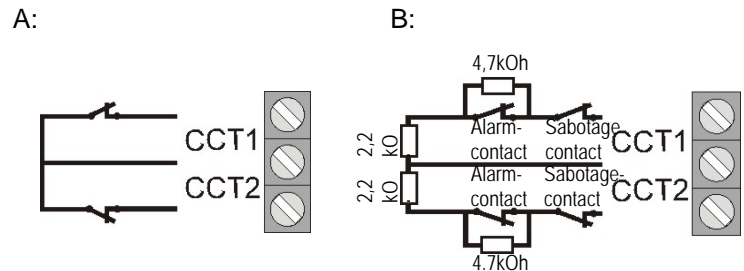 A:
B:
CCT1
CCT2
4,7kOh
2,2
kO
Alarm-
contact
Sabotage
contact
CCT1
2,2
kO
Alarm-
contact
Sabotage-
contact
CCT2
4.7kOh